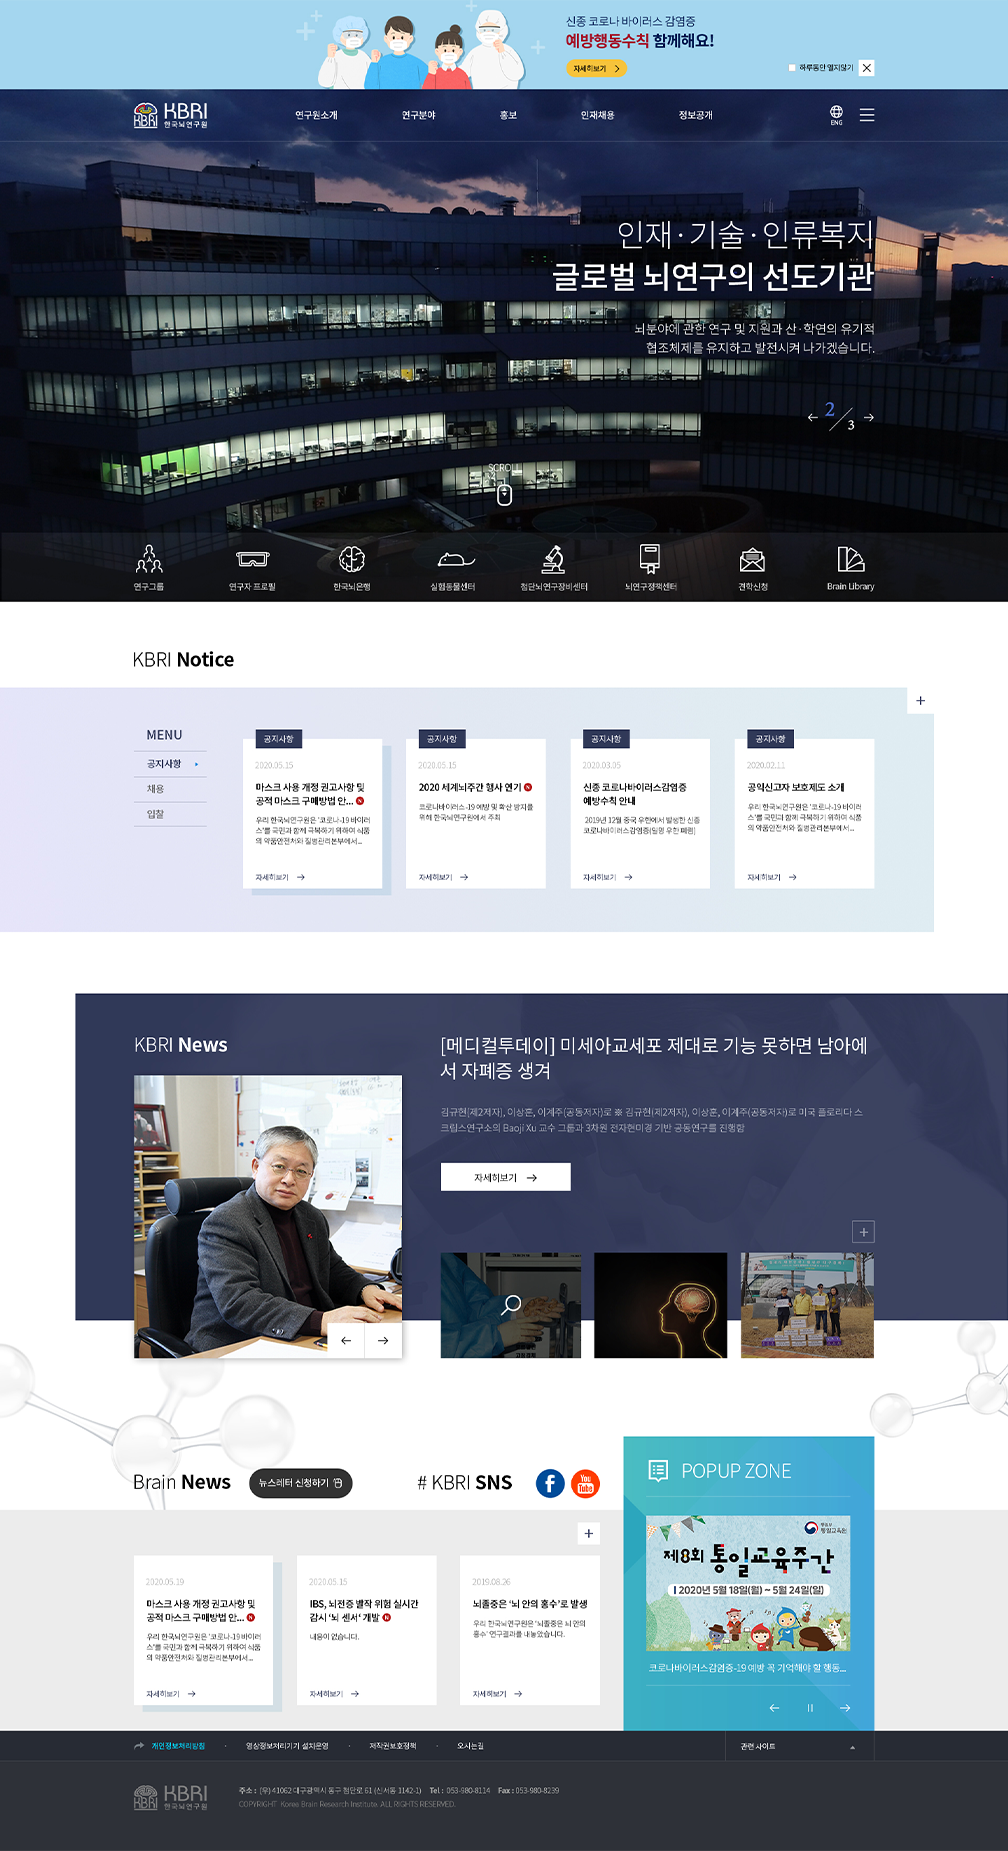 신종 코로나 바이러스 감염증
예방행동수칙 함께해요!
자세히보기
하루동안 열지않기
KBRI
한국뇌연구원
연구원소개
연구분야
홍보
인재채용
정보공개
ENG
인재·기술·인류복지
글로벌 뇌연구의 선도기관
뇌분야에 관한 연구 및 지원과 산·학연의 유기적
협조체제를 유지하고 발전시켜 나가겠습니다.
2/3
SCROLL
연구그룹
연구자 프로필
한국뇌은행
실험동물센터
첨단뇌연구장비센터
뇌연구정책센터
견학신청
Brain Library
KBRI Notice
MENU
공지사항
채용
입찰
공지사항
2020.05.15
마스크 사용 개정 권고사항 및
공적 마스크 구매방법 안... N
우리 한국뇌연구원은 '코로나-19 바이러
스'를 국민과 함께 극복하기 위하여 식품
의 약품안전처와 질병관리본부에서...
자세히보기
공지사항
2020.05.15
2020 세계뇌주간 행사 연기 N
코로나바이러스-19 예방 및 확산 방지를
위해 한국뇌연구원에서 주최
자세히보기
공지사항
2020.03.05
신종 코로나바이러스감염증
예방수칙 안내
2019년 12월 중국 우한에서 발생한 신종
코로나바이러스감염증(일명 우한 폐렴)
자세히보기
공지사항
2020.02.11
공익신고자 보호제도 소개
우리 한국뇌연구원은 '코로나-19 바이러
스'를 국민과 함께 극복하기 위하여 식품
의 약품안전처와 질병관리본부에서...
자세히보기
KBRI News
[메디컬투데이] 미세아교세포 제대로 기능 못하면 남아에
서 자폐증 생겨
김규현(제2저자), 이상훈, 이계주(공동저자)로 ※ 김규현(제2저자), 이상훈, 이계주(공동저자)로 미국 플로리다 스
크립스연구소의 Baoji Xu 교수 그룹과 3차원 전자현미경 기반 공동연구를 진행함
자세히보기
Brain News
뉴스레터 신청하기
# KBRI SNS
You
Tube
2020.05.19
마스크 사용 개정 권고사항 및
공적 마스크 구매방법 안... N
우리 한국뇌연구원은 '코로나-19 바이러
스'를 국민과 함께 극복하기 위하여 식품
의 약품안전처와 질병관리본부에서...
자세히보기
2020.05.15
IBS, 뇌전증 발작 위험 실시간
감시 '뇌 센서' 개발 N
내용이 없습니다.
자세히보기
2019.08.26
뇌졸중은 '뇌 안의 홍수'로 발생
우리 한국뇌연구원은 '뇌졸중은 뇌 안의
홍수' 연구결과를 내놓았습니다.
자세히보기
POPUP ZONE
통일부
통일교육원
제8회 통일교육주간
2020년 5월 18일(월) ~ 5월 24일(일)
코로나바이러스감염증-19 예방 꼭 기억해야 할 행동...
개인정보처리방침
영상정보처리기기 설치운영
저작권보호정책
오시는길
관련 사이트
KBRI
한국뇌연구원
주소 : (우) 41062 대구광역시 동구 첨단로 61 (신서동 1142-1) Tel : 053-980-8114 Fax : 053-980-8239
COPYRIGHT Korea Brain Research Institute. ALL RIGHTS RESERVED.